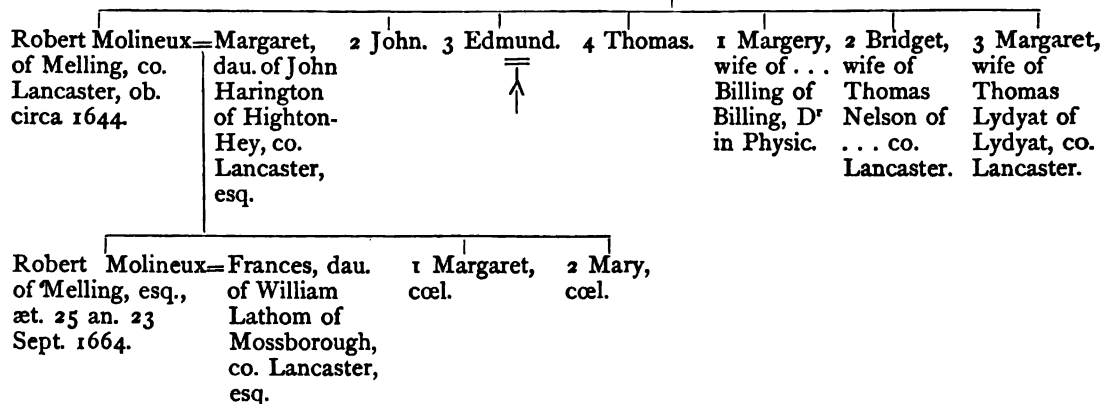 Robert Molineux=Margaret,
of Melling, co.
Lancaster, ob.
circa 1644.
dau. of John
Harington
of Highton-
Hey, co.
Lancaster,
esq.
2 John.
3 Edmund.
4 Thomas.
1 Margery,
wife of . . .
Billing of
Billing, Dr
in Physic.
2 Bridget,
wife of
Thomas
Nelson of
. . . co.
Lancaster.
3 Margaret,
wife of
Thomas
Lydyat of
Lydyat, co.
Lancaster.
Robert Molineux=Frances, dau.
of Melling, esq.,
æt. 25 an. 23
Sept. 1664.
of William
Lathom of
Mossborough,
co. Lancaster,
esq.
1 Margaret,
cœl.
2 Mary,
cœl.